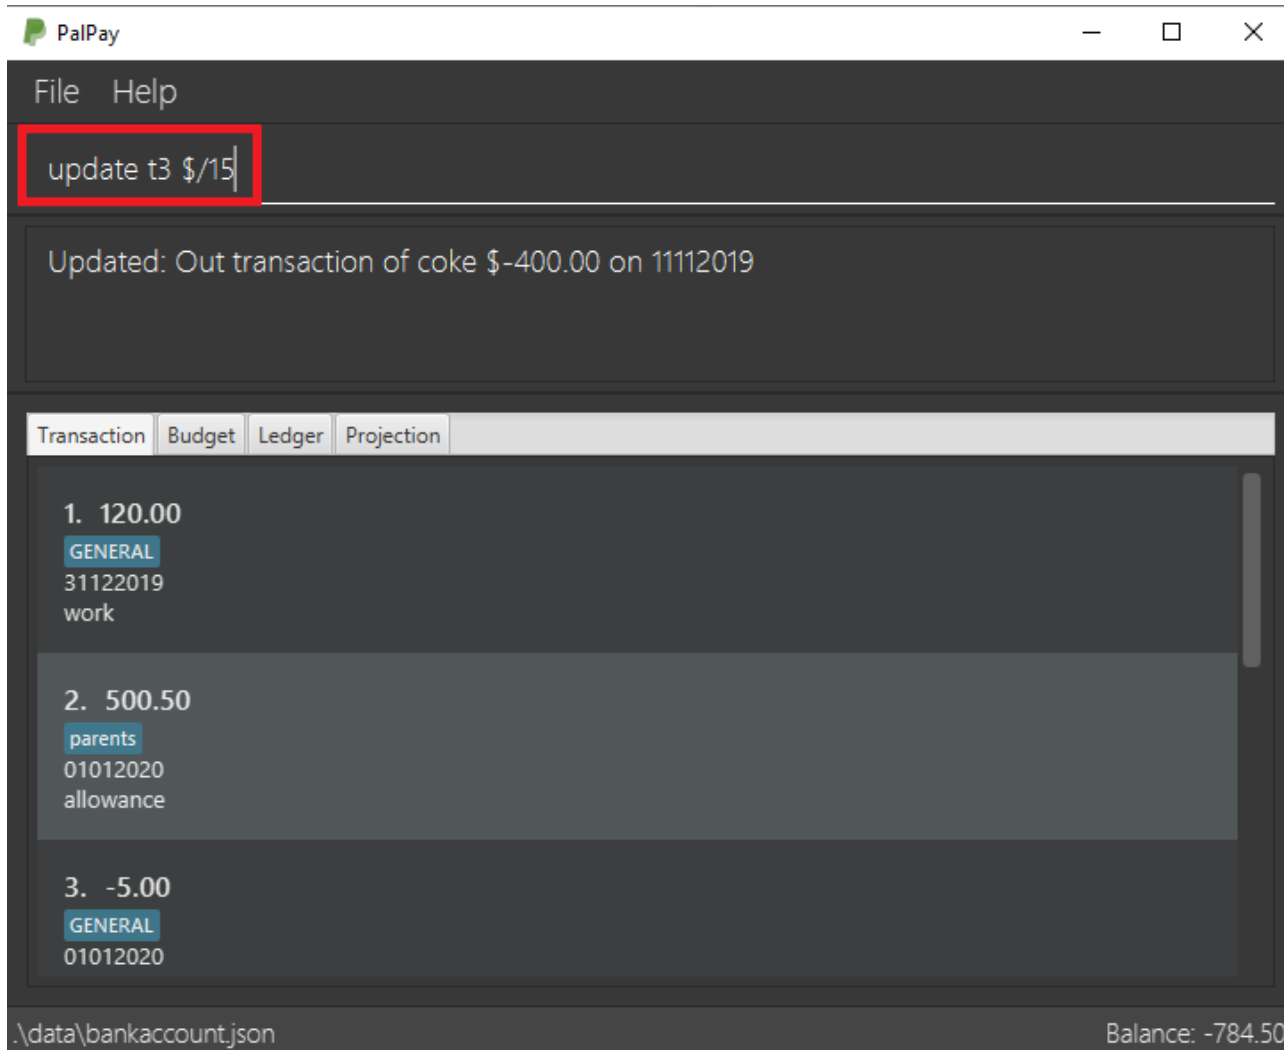 PalPay
File Help
update t3 $/15
Updated: Out transaction of coke $-400.00 on 11112019
Transaction Budget Ledger Projection
1. 120.00
GENERAL
31122019
work
2. 500.50
parents
01012020
allowance
3. -5.00
GENERAL
01012020
.\data\bankaccount.json Balance: -784.50